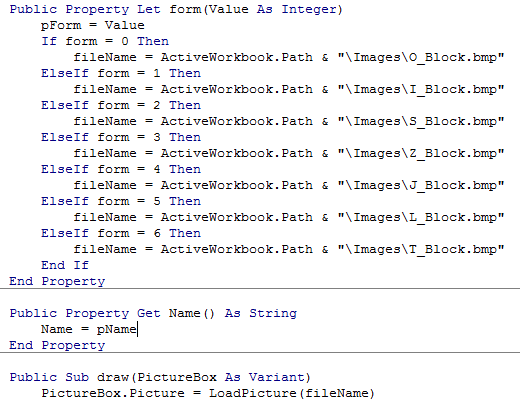 Public Property Let form(Value As Integer)
    pForm = Value
    If form = 0 Then
        fileName = ActiveWorkbook.Path & "\Images\O_Block.bmp"
    ElseIf form = 1 Then
        fileName = ActiveWorkbook.Path & "\Images\I_Block.bmp"
    ElseIf form = 2 Then
        fileName = ActiveWorkbook.Path & "\Images\S_Block.bmp"
    ElseIf form = 3 Then
        fileName = ActiveWorkbook.Path & "\Images\Z_Block.bmp"
    ElseIf form = 4 Then
        fileName = ActiveWorkbook.Path & "\Images\J_Block.bmp"
    ElseIf form = 5 Then
        fileName = ActiveWorkbook.Path & "\Images\L_Block.bmp"
    ElseIf form = 6 Then
        fileName = ActiveWorkbook.Path & "\Images\T_Block.bmp"
    End If
End Property
Public Property Get Name() As String
    Name = pName
End Property
Public Sub draw(PictureBox As Variant)
    PictureBox.Picture = LoadPicture(fileName)